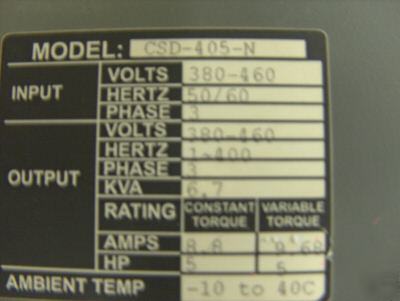 MODEL: CSD-405-N
INPUT
VOLTS 380-460
HERTZ 50/60
PHASE 3
OUTPUT
VOLTS 380-460
HERTZ 1~400
PHASE 3
KVA 6.7
RATING CONSTANT TORQUE VARIABLE TORQUE
AMPS 8.8
HP 5 5
AMBIENT TEMP -10 to 40C